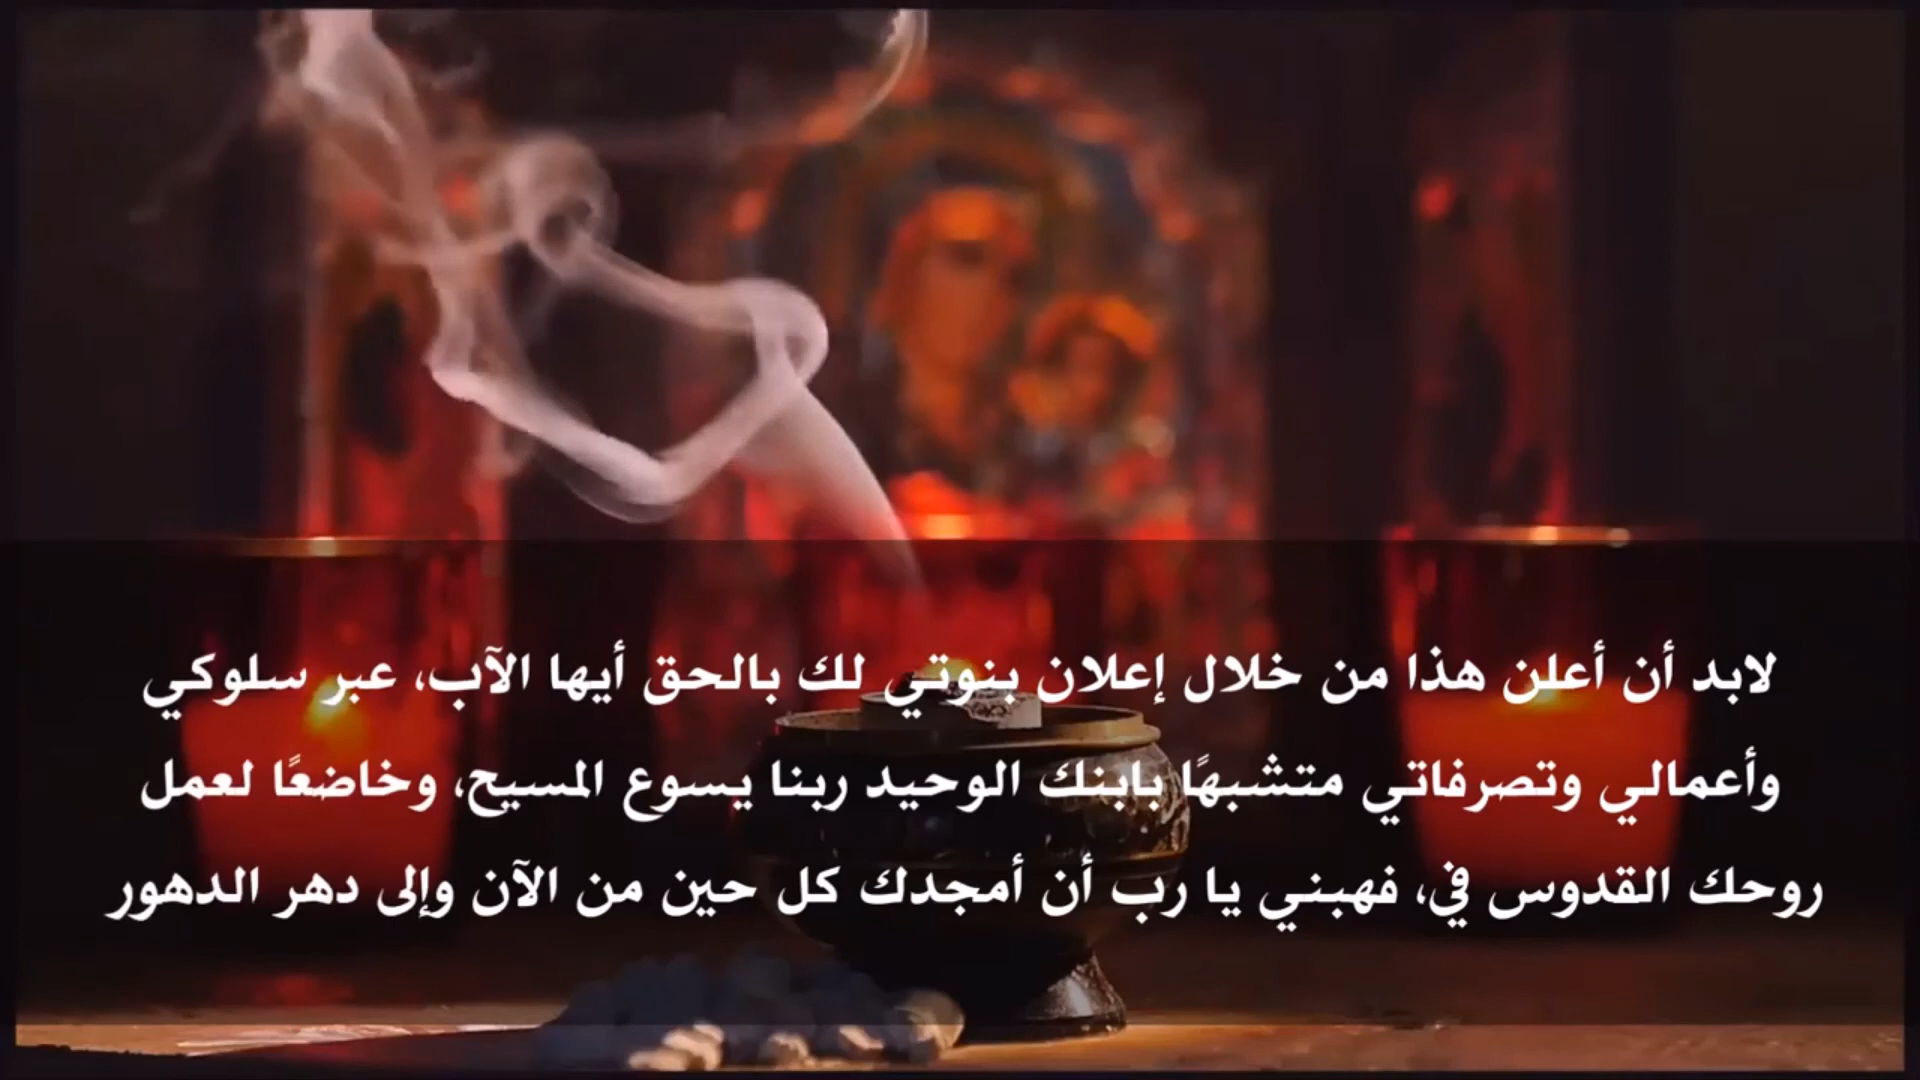 لابد أن أعلن هذا من خلال إعلان بنوتي لك بالحق أيها الآب، عبر سلوكي
وأعمالي وتصرفاتي متشبهًا بابنك الوحيد ربنا يسوع المسيح، وخاضعًا لعمل
روحك القدوس في، فهبني يا رب أن أمجدك كل حين من الآن وإلى دهر الدهور